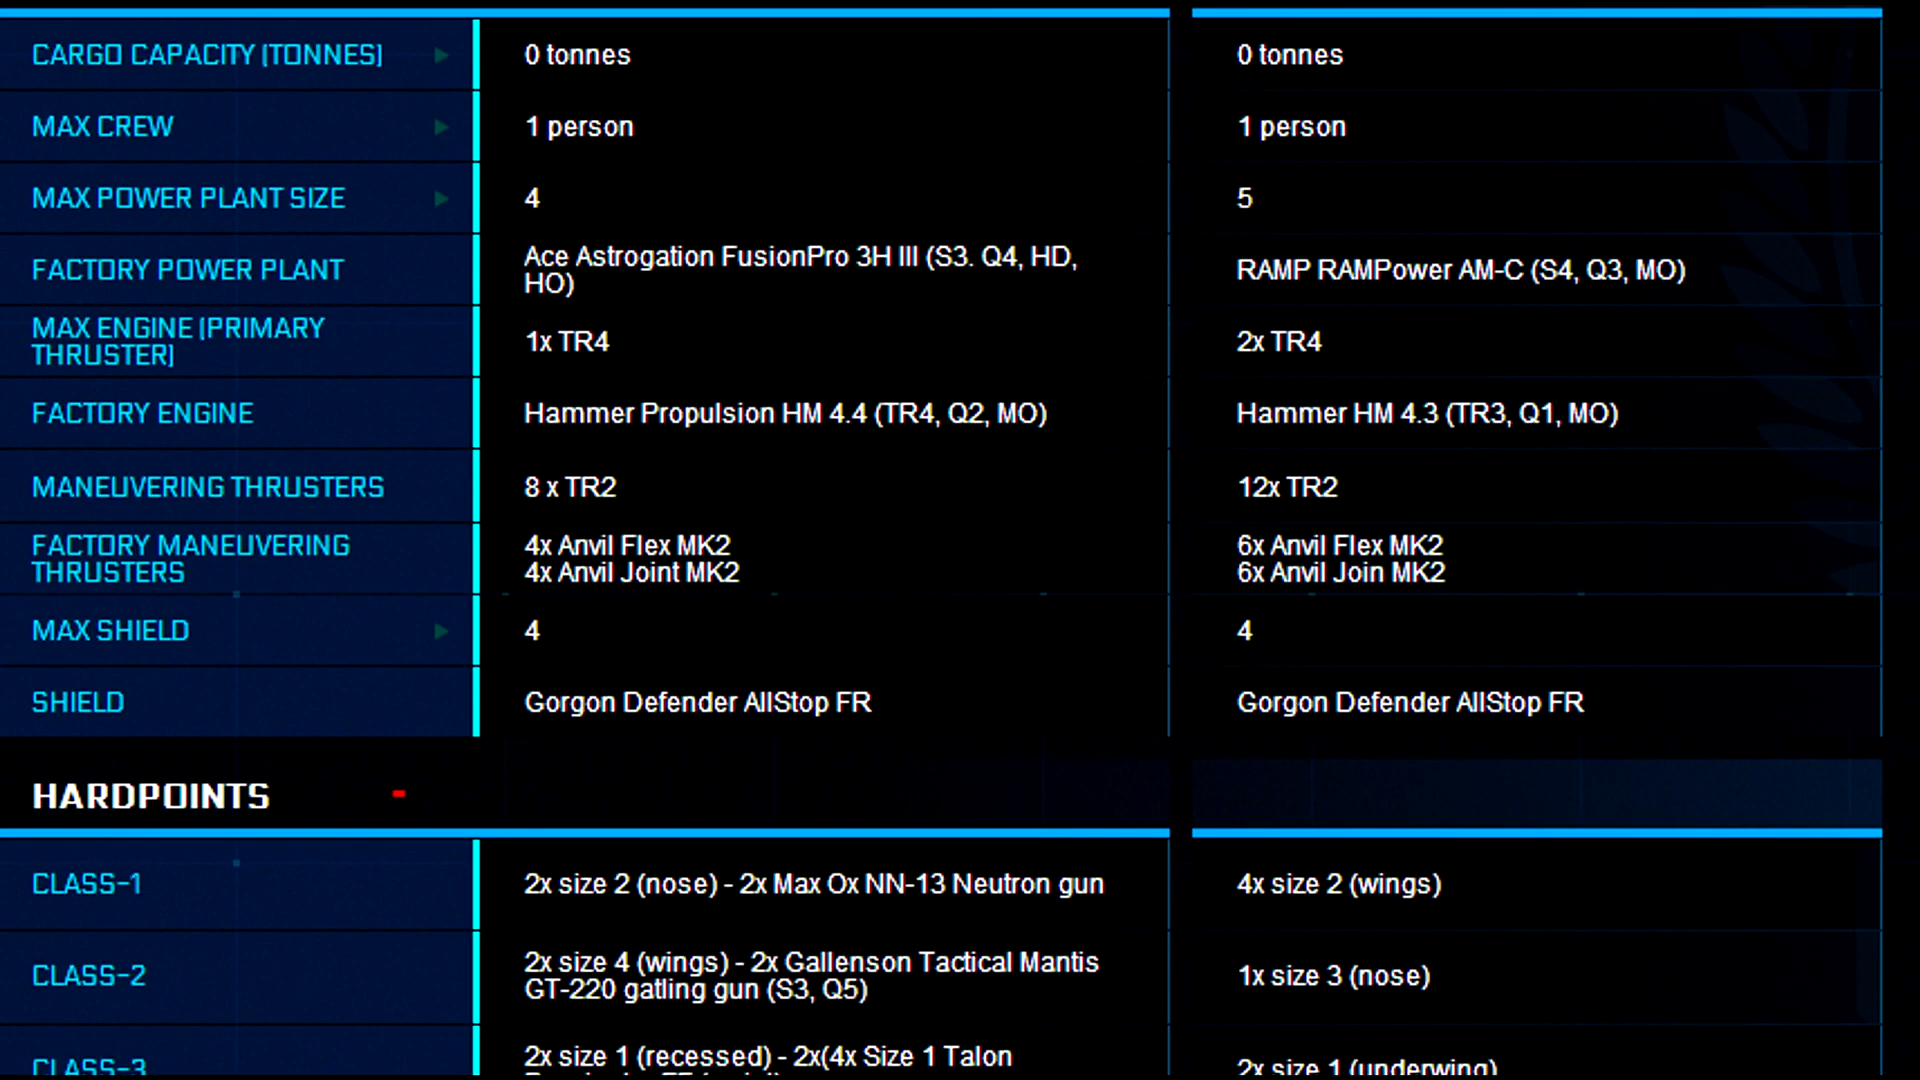 CARGO CAPACITY (TONNES) 0 tonnes 0 tonnes
MAX CREW 1 person 1 person
MAX POWER PLANT SIZE 4 5
FACTORY POWER PLANT Ace Astrogation FusionPro 3H III (S3. Q4, HD, RAMP RAMPower AM-C (S4, Q3, MO)
HO)
MAX ENGINE (PRIMARY 1x TR4 2x TR4
THRUSTER)
FACTORY ENGINE Hammer Propulsion HM 4.4 (TR4, Q2, MO) Hammer HM 4.3 (TR3, Q1, MO)
MANEUVERING THRUSTERS 8 x TR2 12x TR2
FACTORY MANEUVERING 4x Anvil Flex MK2 6x Anvil Flex MK2
THRUSTERS 4x Anvil Joint MK2 6x Anvil Join MK2
MAX SHIELD 4 4
SHIELD Gorgon Defender AllStop FR Gorgon Defender AllStop FR
HARDPOINTS -
CLASS-1 2x size 2 (nose) - 2x Max Ox NN-13 Neutron gun 4x size 2 (wings)
CLASS-2 2x size 4 (wings) - 2x Gallenson Tactical Mantis 1x size 3 (nose)
GT-220 gatling gun (S3, Q5)
CLASS-3 2x size 1 (recessed) - 2x(4x Size 1 Talon 2x size 1 (underwing)